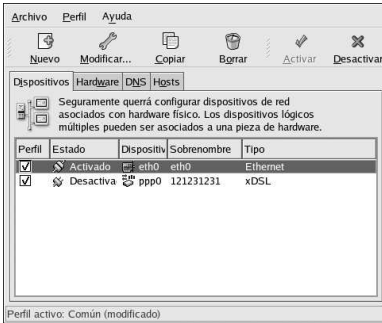 Archivo Perfil Ayuda
Nuevo Modificar... Copiar Borrar Activar Desactivar
Dispositivos Hardware DNS Hosts
Seguramente querrá configurar dispositivos de red
asociados con hardware físico. Los dispositivos lógicos
múltiples pueden ser asociados a una pieza de hardware.
Perfil Estado Dispositiv Sobrenombre Tipo
Activado eth0 eth0 Ethernet
Desactiva ppp0 121231231 xDSL
Perfil activo: Común (modificado)